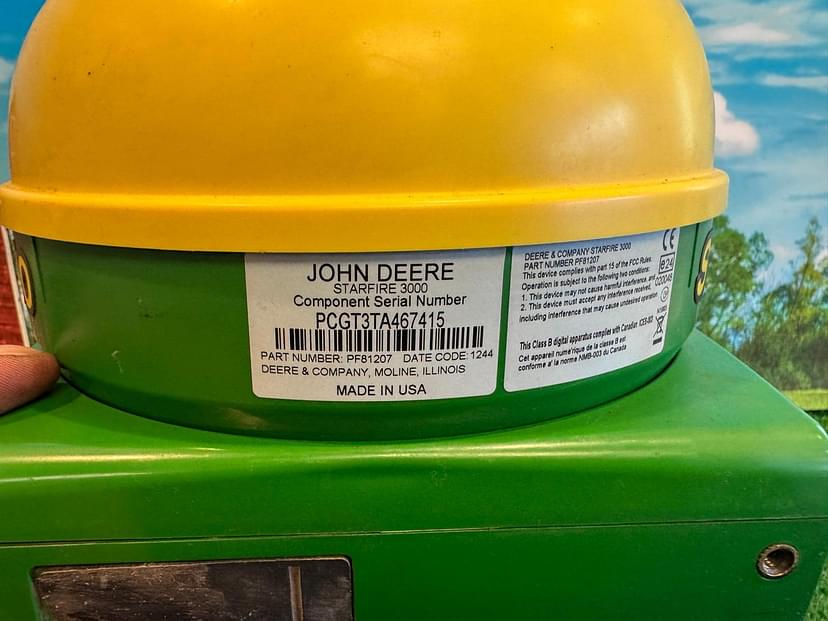 JOHN DEERE
STARFIRE 3000
Component Serial Number
PCGT3TA467415
PART NUMBER: PF81207 DATE CODE: 1244
DEERE & COMPANY, MOLINE, ILLINOIS
MADE IN USA
DEERE & COMPANY STARFIRE 3000
PART NUMBER PF81207
This device complies with part 15 of the FCC Rules.
Operation is subject to the following two conditions:
1. This device may not cause harmful interference, and
2. This device must accept any interference received,
including interference that may cause undesired operation
CE
e24
020045
This Class B digital apparatus complies with Canadian ICES-003
Cet appareil numérique de la classe B est
conforme a' la norme NMB-003 du Canada